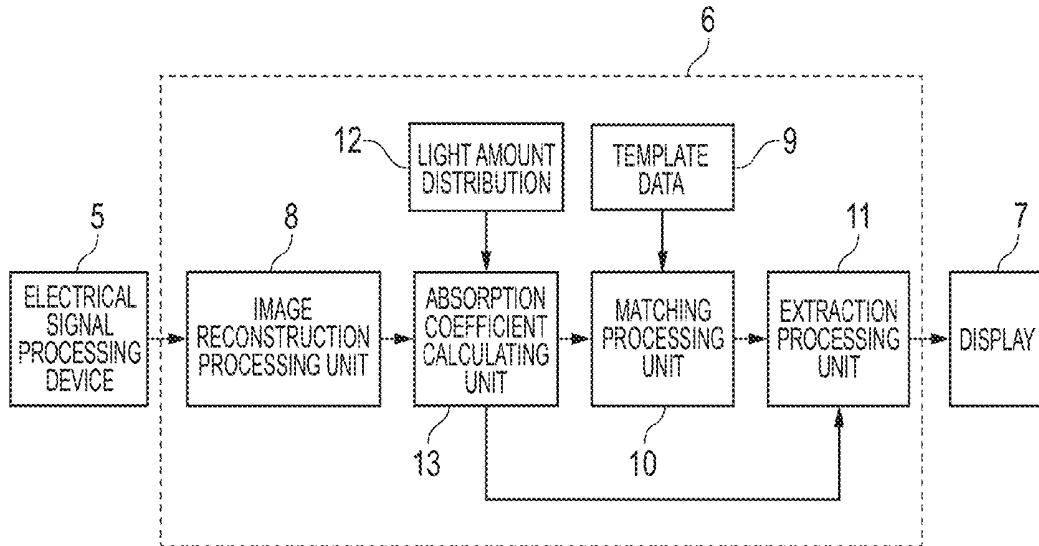 6
12
LIGHT AMOUNT
DISTRIBUTION
9
TEMPLATE
DATA
5
ELECTRICAL
SIGNAL
PROCESSING
DEVICE
8
IMAGE
RECONSTRUCTION
PROCESSING UNIT
ABSORPTION
COEFFICIENT
CALCULATING
UNIT
13
MATCHING
PROCESSING
UNIT
10
11
EXTRACTION
PROCESSING
UNIT
7
DISPLAY